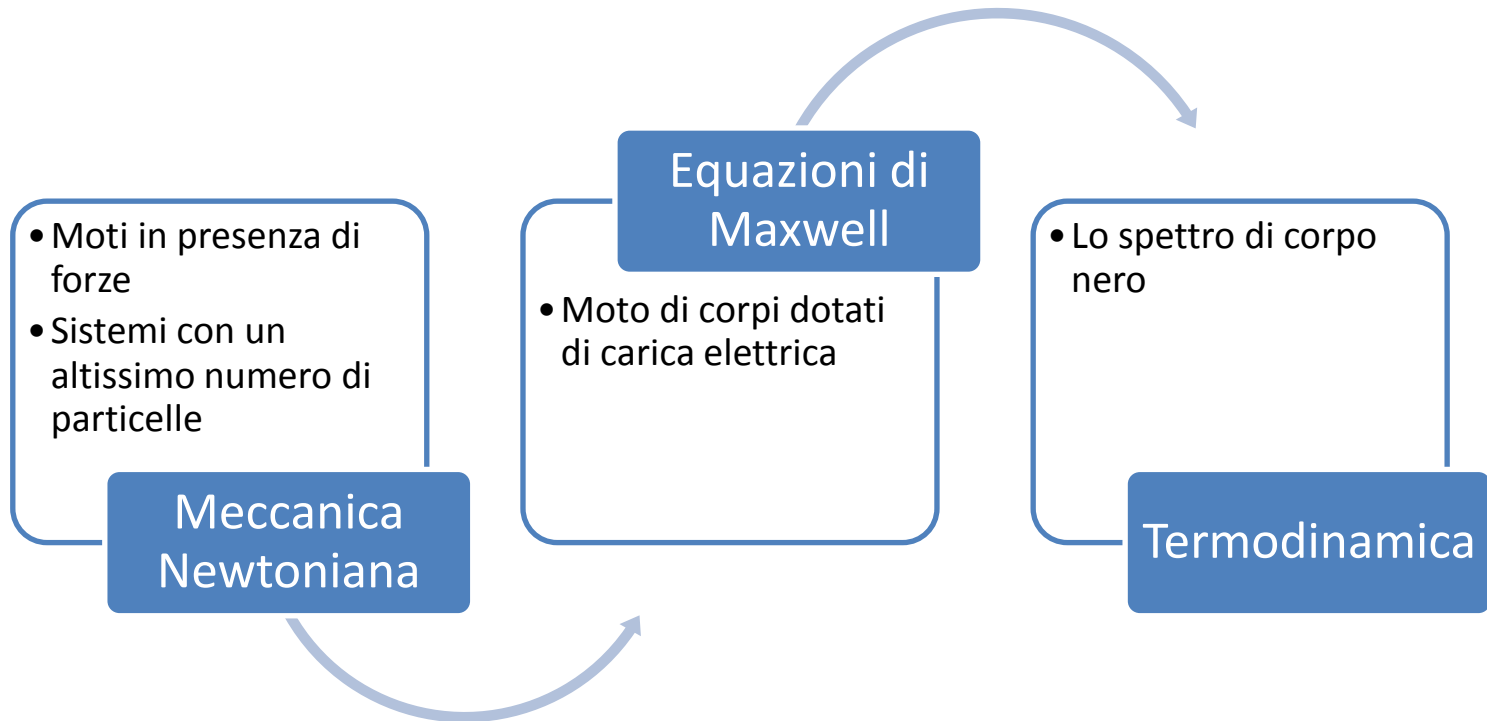 •Moti in presenza di
forze
•Sistemi con un
altissimo numero di
particelle
Meccanica
Newtoniana
Equazioni di
Maxwell
•Moto di corpi dotati
di carica elettrica
•Lo spettro di corpo
nero
Termodinamica